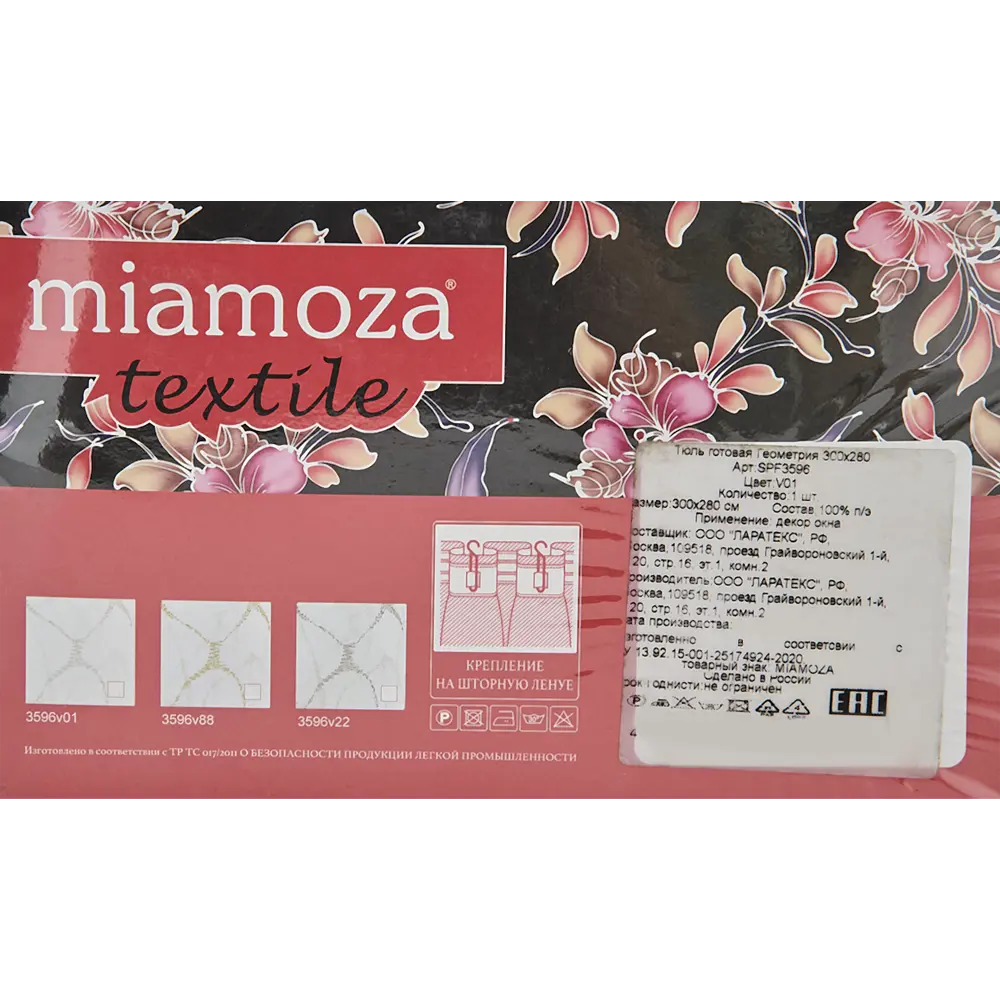 miamoza®
textile
3596v01
3596v88
3596v22
КРЕПЛЕНИЕ
НА ШТОРНУЮ ЛЕНУЕ
P
Изготовлено в соответствии с ТР ТС 017/2011 О БЕЗОПАСНОСТИ ПРОДУКЦИИ ЛЕГКОЙ ПРОМЫШЛЕННОСТИ
Тюль готовая Геометрия 300x280
Арт:SPF3596
Цвет:V01
Количество:1 шт.
азмер:300x280 см Состав:100% п/э
Применение: декор окна
оставщик: ООО "ЛАРАТЕКС", РФ,
осква,109518, проезд Грайвороновский 1-й,
20, стр.16, эт.1, комн.2
роизводитель:ООО "ЛАРАТЕКС", РФ,
осква,109518, проезд Грайвороновский 1-й,
20, стр. 16, эт.1, комн.2
ата производства:
зготовленно в соответсвии с
У 13.92.15-001-25174924-2020
Товарный знак: MIAMOZA
Сделано в России
рок годнисти:не ограничен
P
EAC